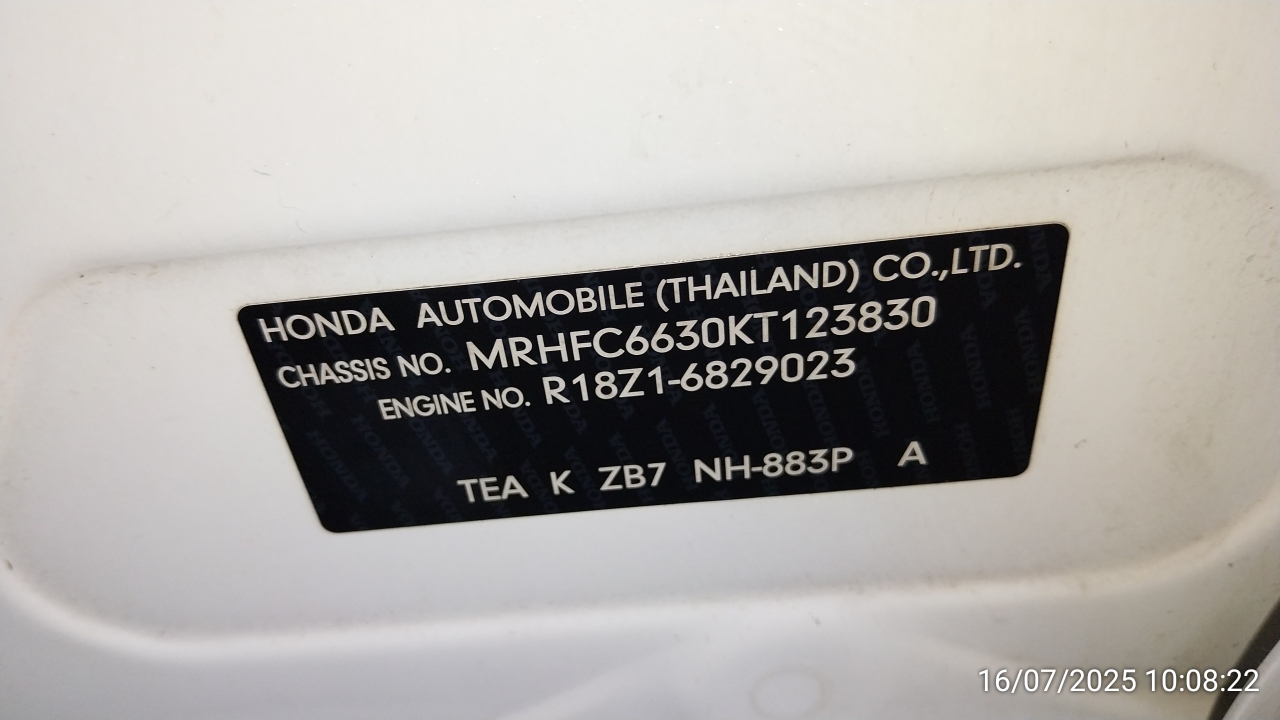 HONDA AUTOMOBILE (THAILAND) CO.,LTD.
CHASSIS NO. MRHFC6630KT123830
ENGINE NO. R18Z1-6829023
TEA K ZB7 NH-883P A
16/07/2025 10:08:22